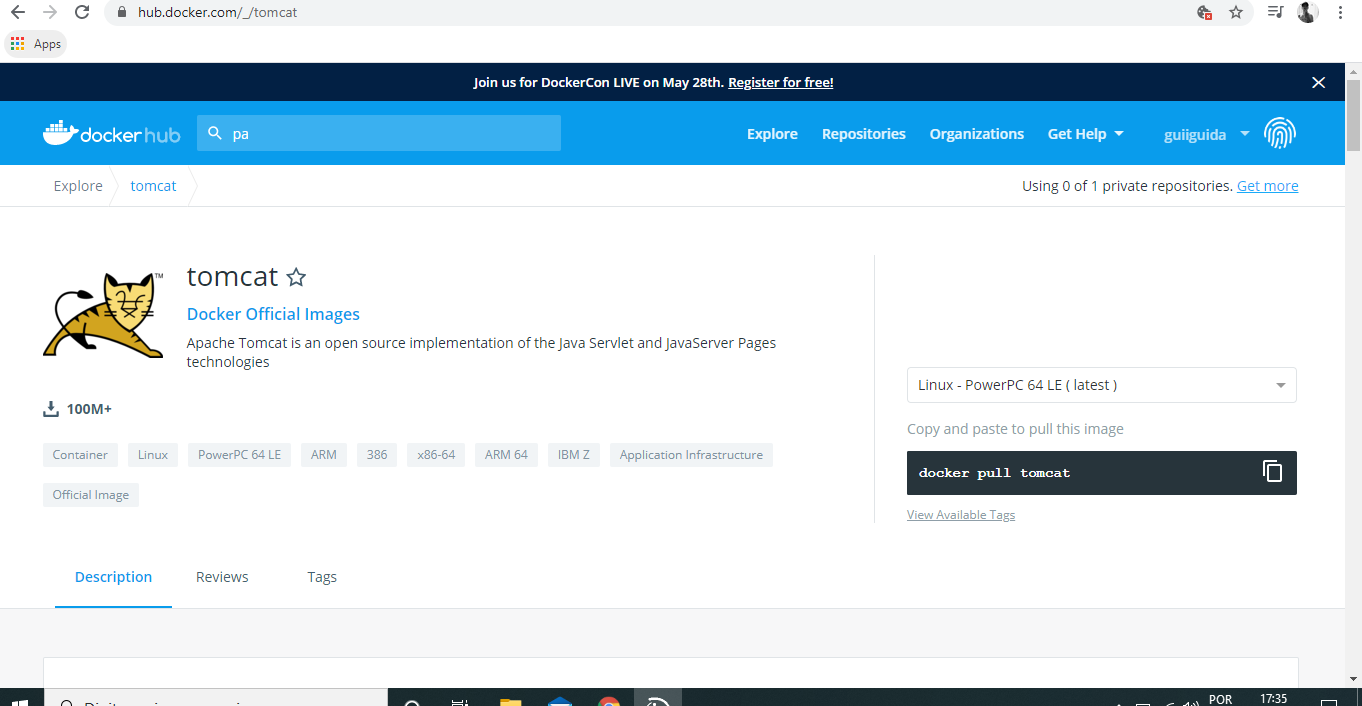 hub.docker.com/_/tomcat
Apps
Join us for DockerCon LIVE on May 28th. Register for free!
docker hub
pa
Explore
Repositories
Organizations
Get Help
guiiguida
Explore
tomcat
Using 0 of 1 private repositories. Get more
tomcat
TM
Docker Official Images
Apache Tomcat is an open source implementation of the Java Servlet and JavaServer Pages
technologies
100M+
Container
Linux
PowerPC 64 LE
ARM
386
x86-64
ARM 64
IBM Z
Application Infrastructure
Official Image
Linux - PowerPC 64 LE ( latest )
Copy and paste to pull this image
docker pull tomcat
View Available Tags
Description
Reviews
Tags
POR
17:35